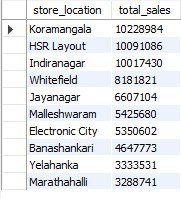 store_location total_sales
Koramangala 10228984
HSR Layout 10091086
Indiranagar 10017430
Whitefield 8181821
Jayanagar 6607104
Malleshwaram 5425680
Electronic City 5350602
Banashankari 4647773
Yelahanka 3333531
Marathahalli 3288741